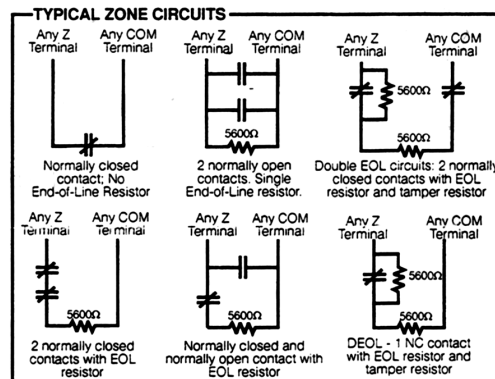 TYPICAL ZONE CIRCUITS
Any Z Terminal
Any COM Terminal
Normally closed
contact; No
End-of-Line Resistor
Any Z Terminal
Any COM Terminal
5600Ω
2 normally open
contacts. Single
End-of-Line resistor.
Any Z Terminal
Any COM Terminal
5600Ω
5600Ω
Double EOL circuits: 2 normally
closed contacts with EOL
resistor and tamper resistor
Any Z Terminal
Any COM Terminal
5600Ω
2 normally closed
contacts with EOL
resistor
Any Z Terminal
Any COM Terminal
5600Ω
Normally closed and
normally open contact with
EOL resistor
Any Z Terminal
Any COM Terminal
5600Ω
5600Ω
DEOL - 1 NC contact
with EOL resistor and
tamper resistor